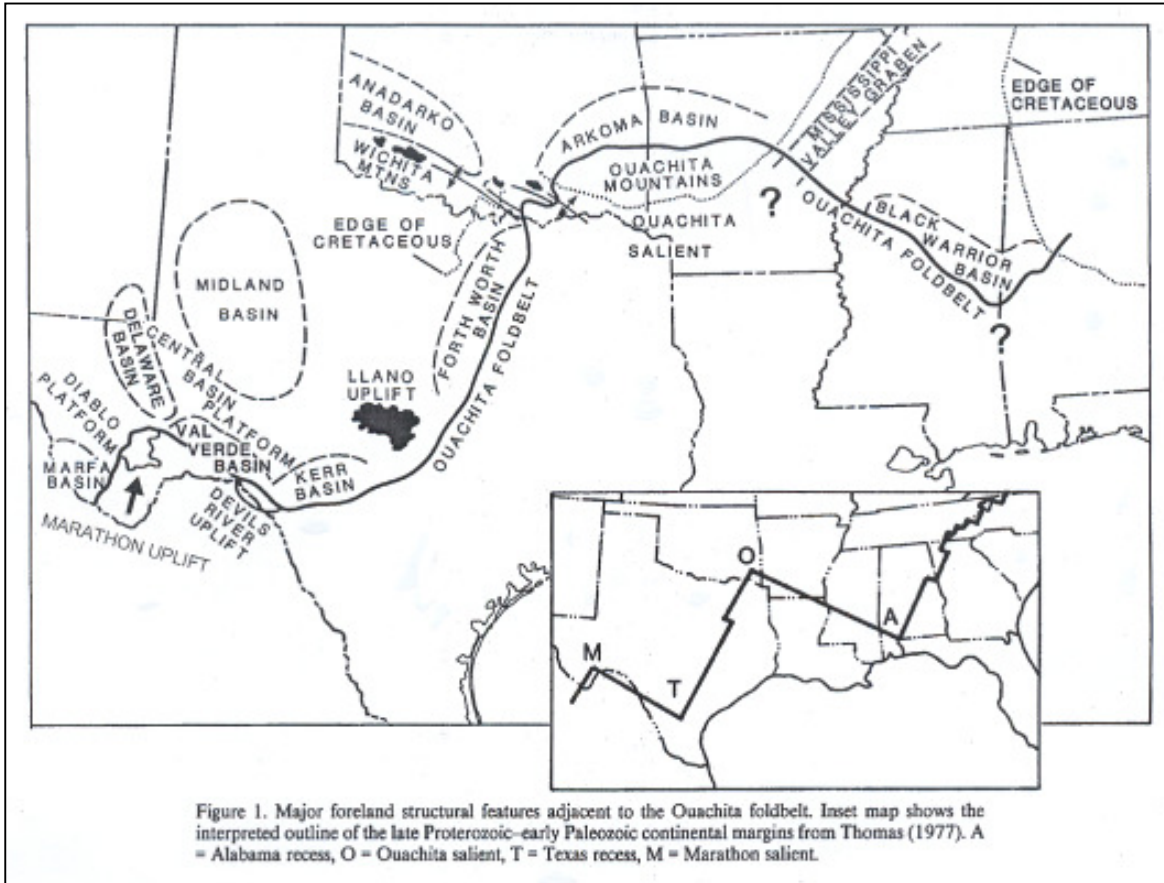 ANADARKO
BASIN
WICHITA
MTNS
ARKOMA BASIN
MISSISSIPPI
VALLEY GRABEN
EDGE OF
CRETACEOUS
OUACHITA
MOUNTAINS
OUACHITA
SALIENT
?
OUACHITA FOLDBELT
BLACK
WARRIOR
BASIN
?
EDGE OF
CRETACEOUS
MIDLAND
BASIN
FORTH WORTH
BASIN
OUACHITA FOLDBELT
DELAWARE
BASIN
CENTRAL
BASIN
PLATFORM
LLANO
UPLIFT
DIABLO
PLATFORM
VAL
VERDE
BASIN
KERR
BASIN
MARFA
BASIN
DEVILS
RIVER
UPLIFT
MARATHON UPLIFT
O
A
M
T
Figure 1. Major foreland structural features adjacent to the Ouachita foldbelt. Inset map shows the
interpreted outline of the late Proterozoic–early Paleozoic continental margins from Thomas (1977). A
= Alabama recess, O = Ouachita salient, T = Texas recess, M = Marathon salient.